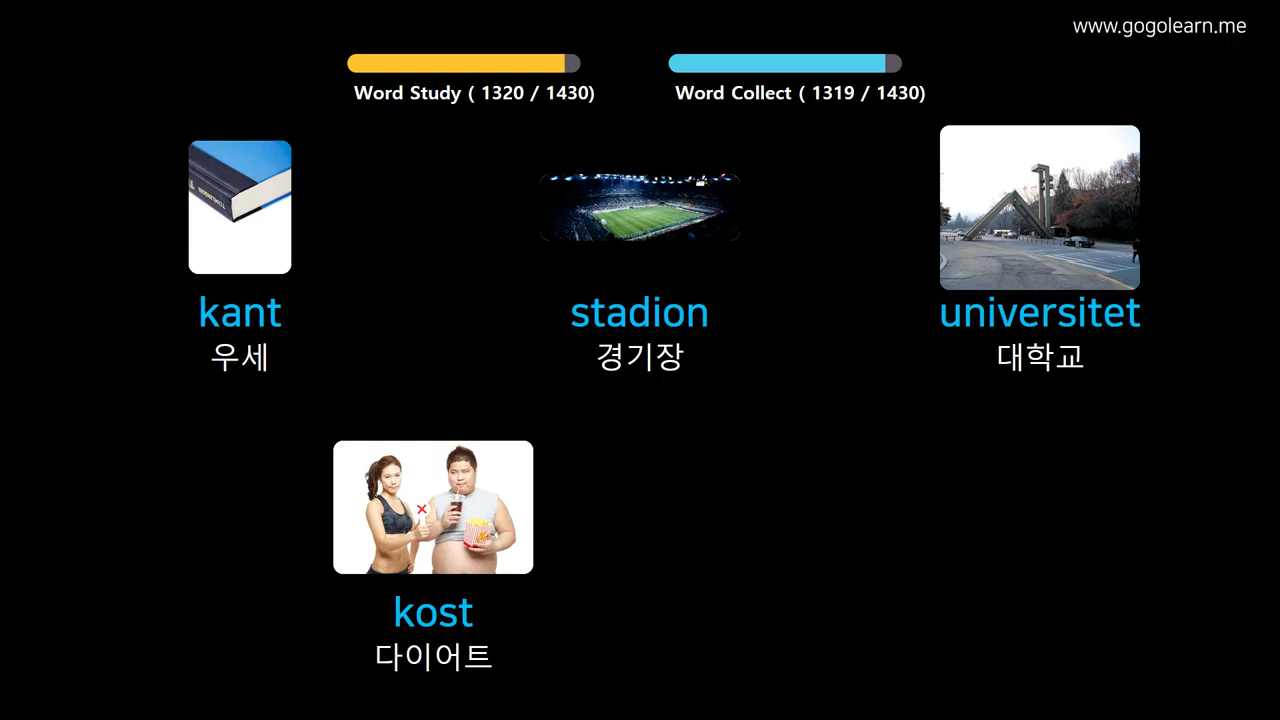 www.gogolearn.me
Word Study ( 1320 / 1430)
Word Collect ( 1319 / 1430)
kant
우세
stadion
경기장
universitet
대학교
kost
다이어트